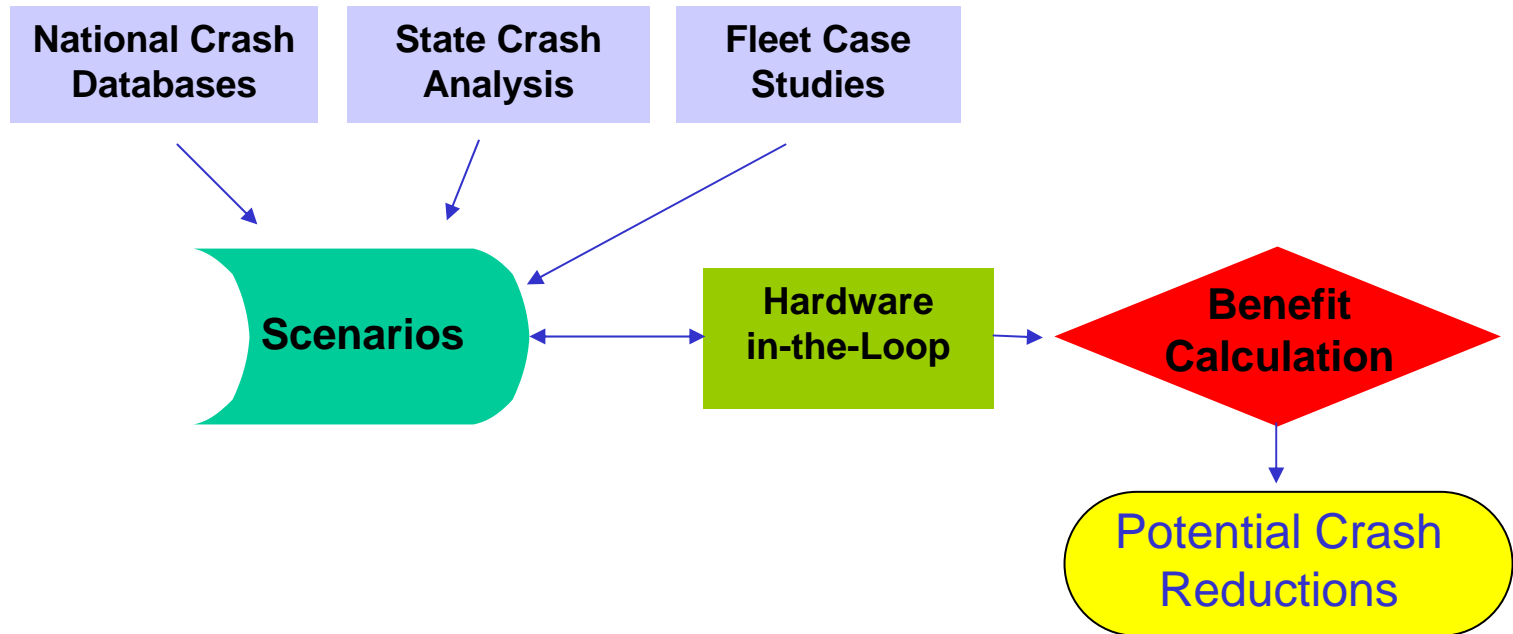 National Crash
Databases
State Crash
Analysis
Fleet Case
Studies
Scenarios
Hardware
in-the-Loop
Benefit
Calculation
Potential Crash
Reductions